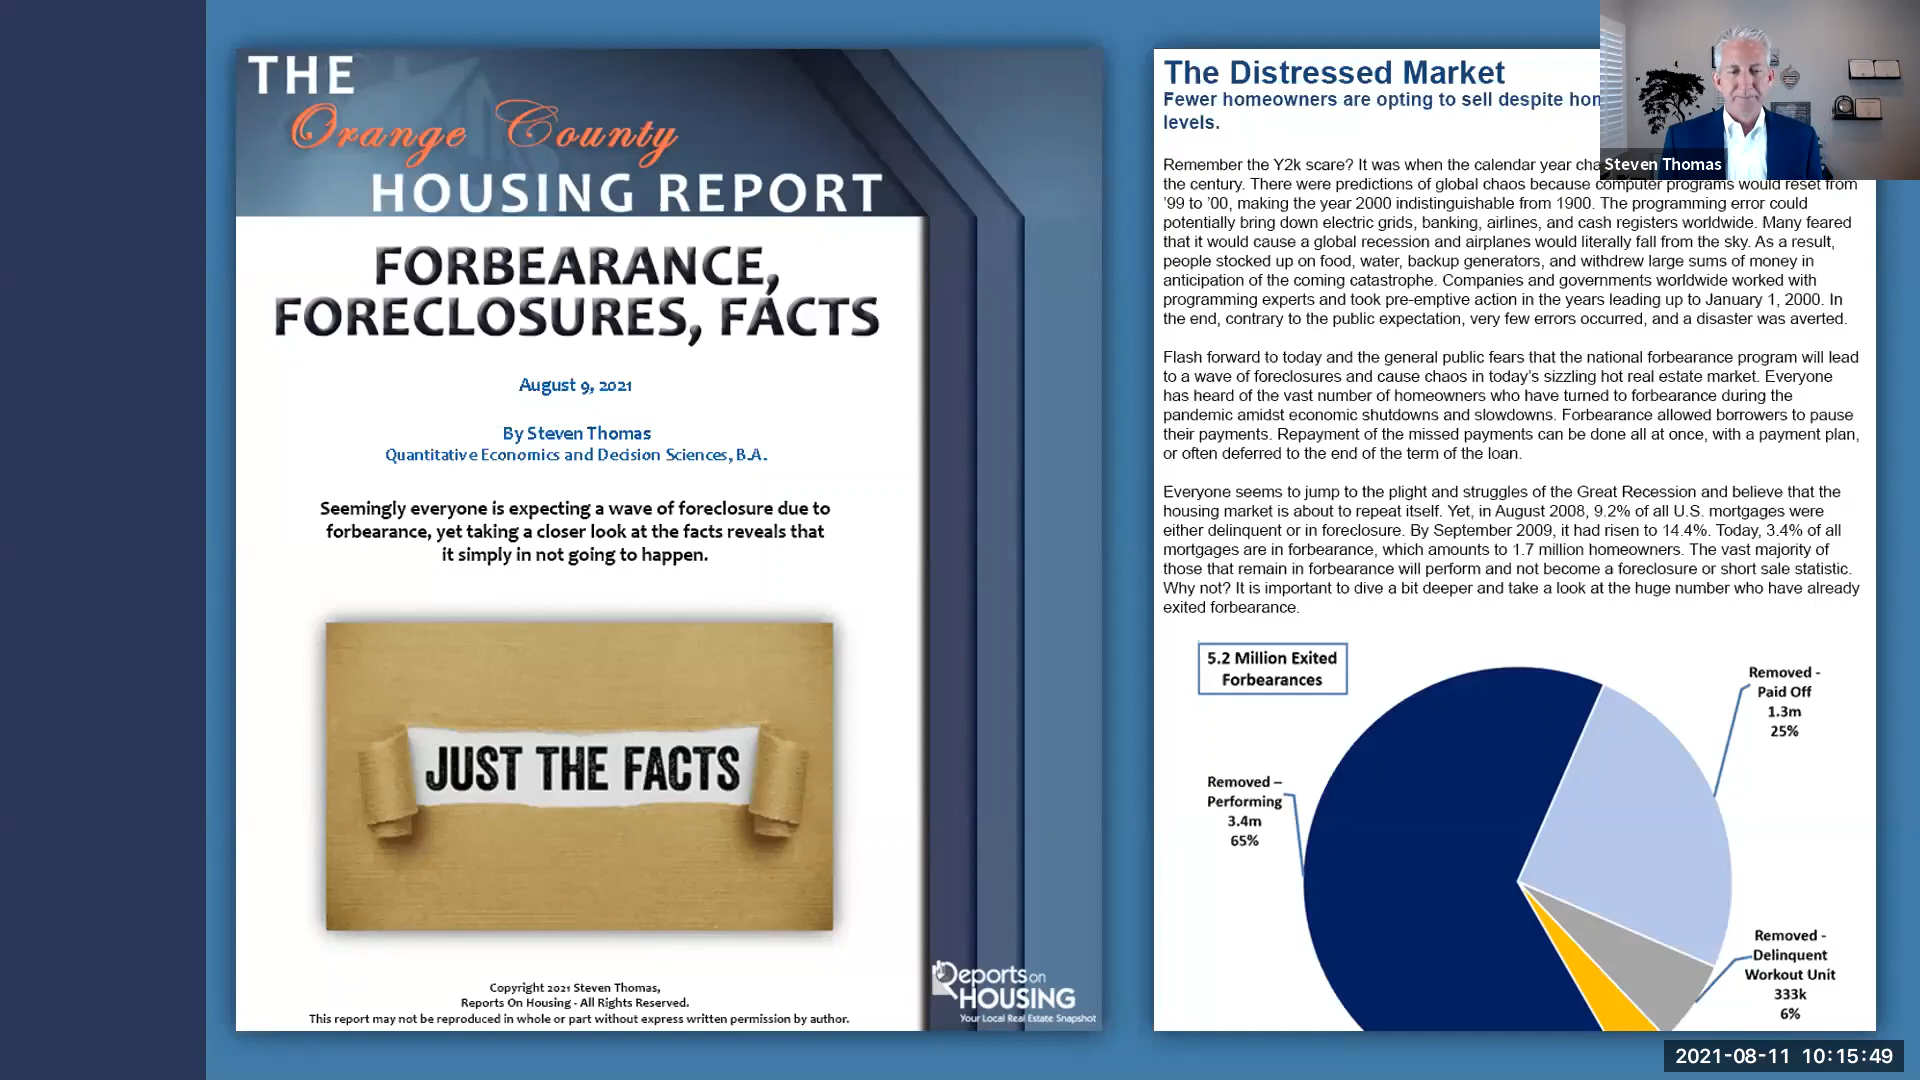 THE
Orange County
HOUSING REPORT
FORBEARANCE,
FORECLOSURES, FACTS
August 9, 2021
By Steven Thomas
Quantitative Economics and Decision Sciences, B.A.
Seemingly everyone is expecting a wave of foreclosure due to
forbearance, yet taking a closer look at the facts reveals that
it simply in not going to happen.
JUST THE FACTS
Copyright 2021 Steven Thomas,
Reports On Housing - All Rights Reserved.
This report may not be reproduced in whole or part without express written permission by author.
Reports on
HOUSING
Your Local Real Estate Snapshot
The Distressed Market
Fewer homeowners are opting to sell despite
levels.
Remember the Y2k scare? It was when the calendar year
the century. There were predictions of global chaos because computer programs would reset from
’99 to ’00, making the year 2000 indistinguishable from 1900. The programming error could
potentially bring down electric grids, banking, airlines, and cash registers worldwide. Many feared
that it would cause a global recession and airplanes would literally fall from the sky. As a result,
people stocked up on food, water, backup generators, and withdrew large sums of money in
anticipation of the coming catastrophe. Companies and governments worldwide worked with
programming experts and took pre-emptive action in the years leading up to January 1, 2000. In
the end, contrary to the public expectation, very few errors occurred, and a disaster was averted.
Flash forward to today and the general public fears that the national forbearance program will lead
to a wave of foreclosures and cause chaos in today’s sizzling hot real estate market. Everyone
has heard of the vast number of homeowners who have turned to forbearance during the
pandemic amidst economic shutdowns and slowdowns. Forbearance allowed borrowers to pause
their payments. Repayment of the missed payments can be done all at once, with a payment plan,
or often deferred to the end of the term of the loan.
Everyone seems to jump to the plight and struggles of the Great Recession and believe that the
housing market is about to repeat itself. Yet, in August 2008, 9.2% of all U.S. mortgages were
either delinquent or in foreclosure. By September 2009, it had risen to 14.4%. Today, 3.4% of all
mortgages are in forbearance, which amounts to 1.7 million homeowners. The vast majority of
those that remain in forbearance will perform and not become a foreclosure or short sale statistic.
Why not? It is important to dive a bit deeper and take a look at the huge number who have already
exited forbearance.
5.2 Million Exited
Forbearances
Removed -
Paid Off
1.3m
25%
Removed –
Performing
3.4m
65%
Removed -
Delinquent
Workout Unit
333k
6%
Steven Thomas
2021-08-11 10:15:49